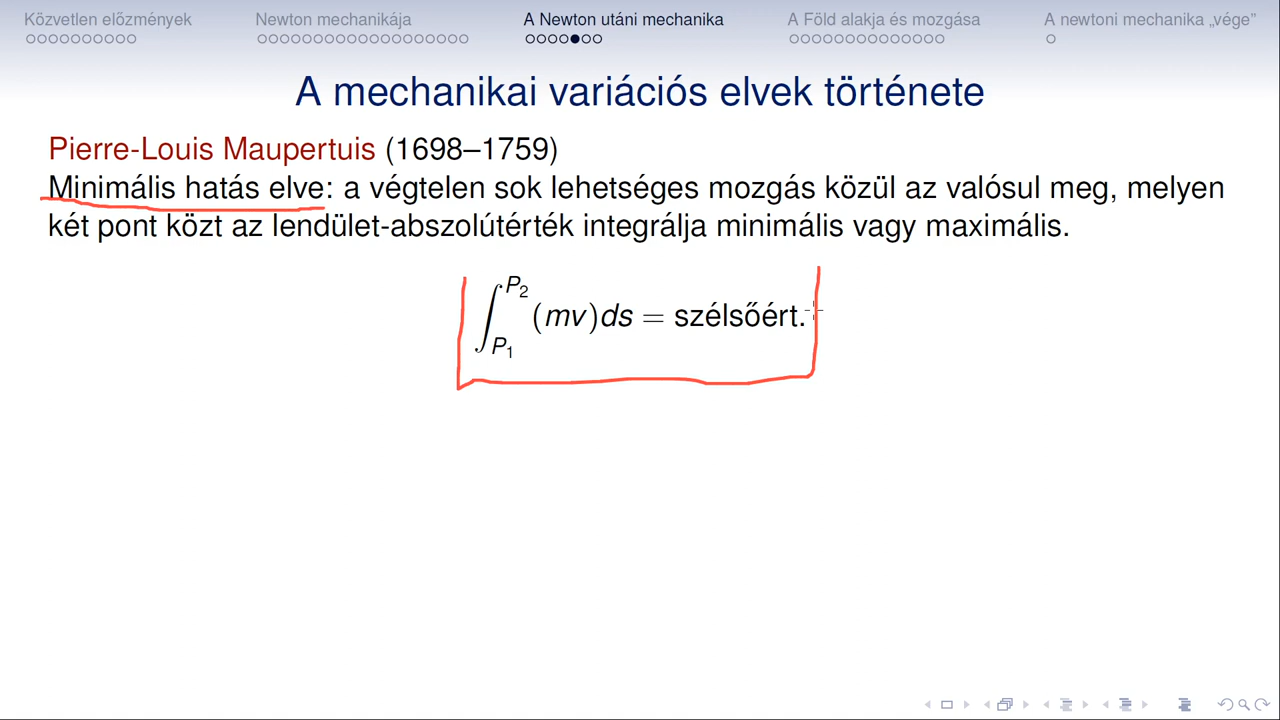 Közvetlen előzmények Newton mechanikája A Newton utáni mechanika A Föld alakja és mozgása A newtoni mechanika „vége”
A mechanikai variációs elvek története
Pierre-Louis Maupertuis (1698–1759)
Minimális hatás elve: a végtelen sok lehetséges mozgás közül az valósul meg, melyen
két pont közt az lendület-abszolútérték integrálja minimális vagy maximális.
∫_{P₁}^{P₂} (mv)ds = szélsőért.